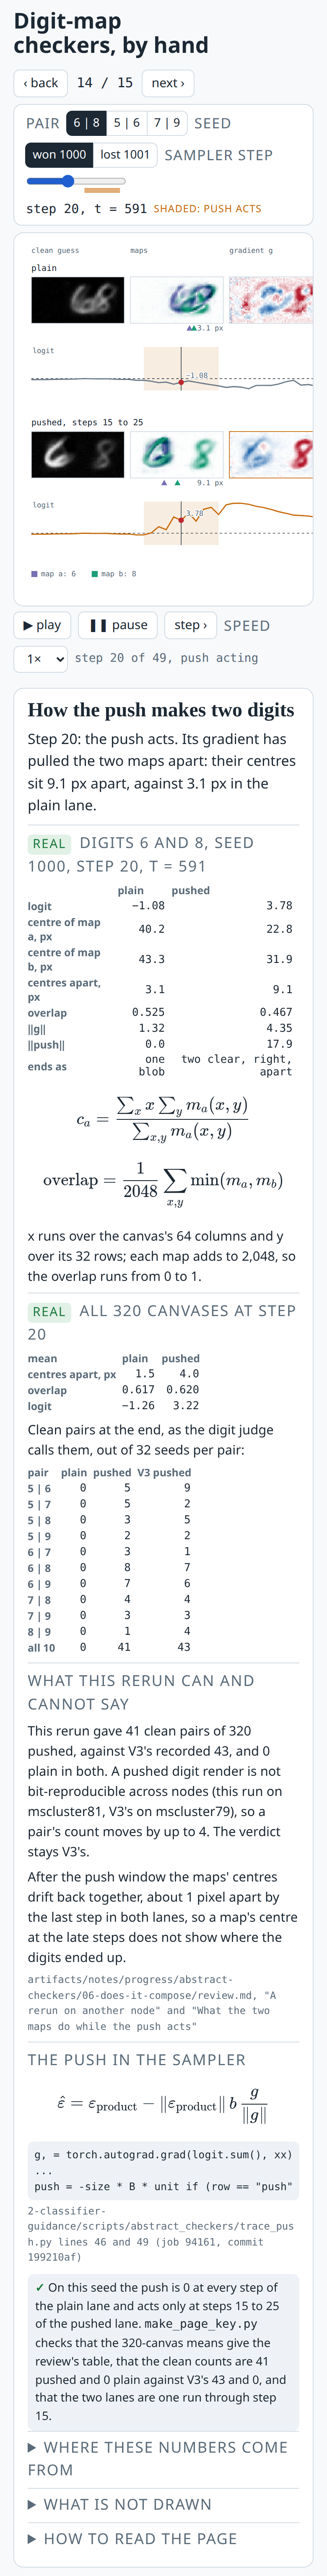 Digit-map
checkers, by hand
‹ back 14 / 15 next ›
PAIR 6 | 8 5 | 6 7 | 9 SEED
won 1000 lost 1001 SAMPLER STEP
step 20, t = 591 SHADED: PUSH ACTS
clean guess maps gradient g
plain
3.1 px
logit
−1.08
pushed, steps 15 to 25
9.1 px
logit
3.78
map a: 6 map b: 8
▶ play ❚❚ pause step › SPEED
1× step 20 of 49, push acting
How the push makes two digits
Step 20: the push acts. Its gradient has
pulled the two maps apart: their centres
sit 9.1 px apart, against 3.1 px in the
plain lane.
REAL DIGITS 6 AND 8, SEED
1000, STEP 20, T = 591
plain pushed
logit −1.08 3.78
centre of map
a, px 40.2 22.8
centre of map
b, px 43.3 31.9
centres apart,
px 3.1 9.1
overlap 0.525 0.467
||g|| 1.32 4.35
||push|| 0.0 17.9
ends as one blob two clear, right, apart
c_a = ∑_x x ∑_y m_a(x, y) / ∑_{x,y} m_a(x, y)
overlap = 1/2048 ∑_{x,y} min(m_a, m_b)
x runs over the canvas's 64 columns and y
over its 32 rows; each map adds to 2,048, so
the overlap runs from 0 to 1.
REAL ALL 320 CANVASES AT STEP
20
mean plain pushed
centres apart, px 1.5 4.0
overlap 0.617 0.620
logit −1.26 3.22
Clean pairs at the end, as the digit judge
calls them, out of 32 seeds per pair:
pair plain pushed V3 pushed
5 | 6 0 5 9
5 | 7 0 5 2
5 | 8 0 3 5
5 | 9 0 2 2
6 | 7 0 3 1
6 | 8 0 8 7
6 | 9 0 7 6
7 | 8 0 4 4
7 | 9 0 3 3
8 | 9 0 1 4
all 10 0 41 43
WHAT THIS RERUN CAN AND
CANNOT SAY
This rerun gave 41 clean pairs of 320
pushed, against V3's recorded 43, and 0
plain in both. A pushed digit render is not
bit-reproducible across nodes (this run on
mscluster81, V3's on mscluster79), so a
pair's count moves by up to 4. The verdict
stays V3's.
After the push window the maps' centres
drift back together, about 1 pixel apart by
the last step in both lanes, so a map's centre
at the late steps does not show where the
digits ended up.
artifacts/notes/progress/abstract-
checkers/06-does-it-compose/review.md, "A
rerun on another node" and "What the two
maps do while the push acts"
THE PUSH IN THE SAMPLER
ε̂ = ε_product − ‖ε_product‖ b g/‖g‖
g, = torch.autograd.grad(logit.sum(), xx)
...
push = -size * B * unit if (row == "push"
2-classifier-
guidance/scripts/abstract_checkers/trace_pus
h.py lines 46 and 49 (job 94161, commit
199210af)
✓ On this seed the push is 0 at every step of
the plain lane and acts only at steps 15 to 25
of the pushed lane. make_page_key.py
checks that the 320-canvas means give the
review's table, that the clean counts are 41
pushed and 0 plain against V3's 43 and 0, and
that the two lanes are one run through step
15.
▶ WHERE THESE NUMBERS COME
FROM
▶ WHAT IS NOT DRAWN
▶ HOW TO READ THE PAGE